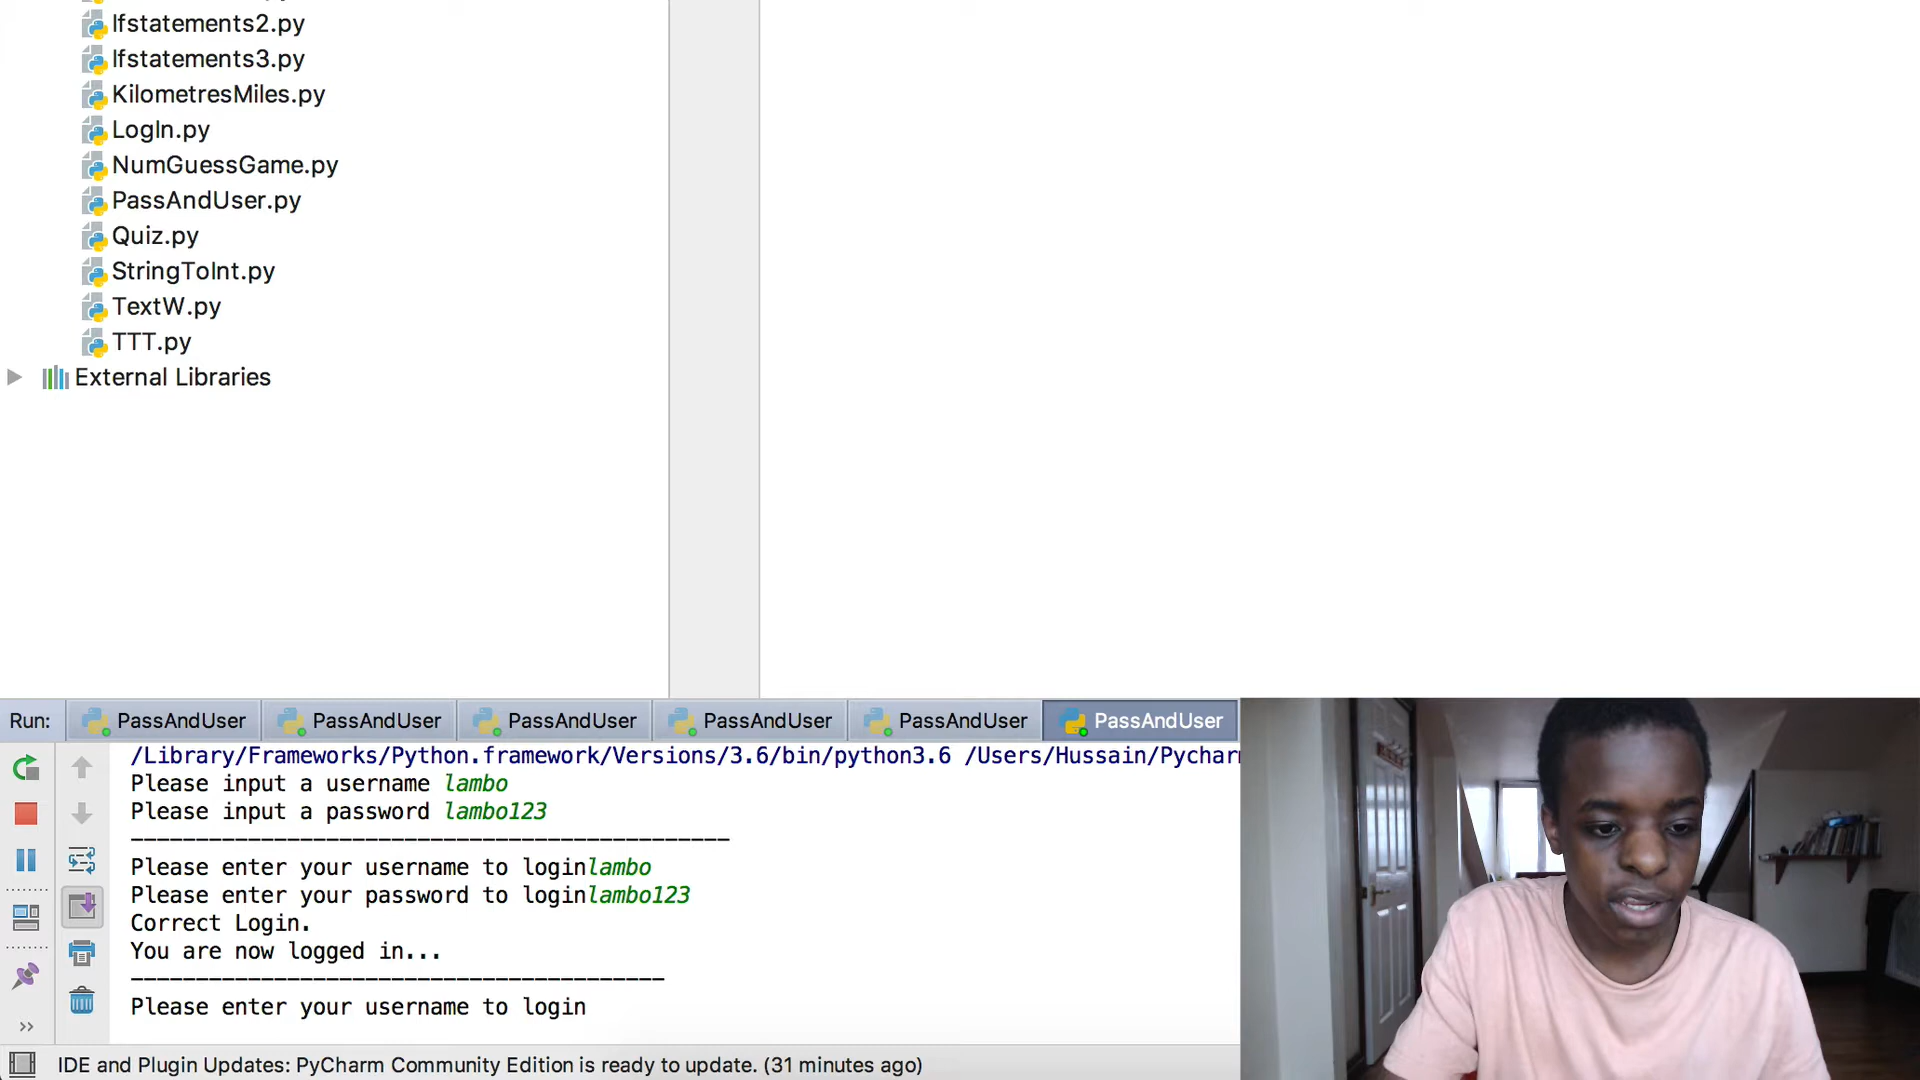 Ifstatements2.py
Ifstatements3.py
KilometresMiles.py
LogIn.py
NumGuessGame.py
PassAndUser.py
Quiz.py
StringToInt.py
TextW.py
TTT.py
External Libraries
Run: PassAndUser PassAndUser PassAndUser PassAndUser PassAndUser PassAndUser
/Library/Frameworks/Python.framework/Versions/3.6/bin/python3.6 /Users/Hussain/Pychar
Please input a username lambo
Please input a password lambo123
----------------------------------------------
Please enter your username to loginlambo
Please enter your password to loginlambo123
Correct Login.
You are now logged in...
-----------------------------------------
Please enter your username to login
IDE and Plugin Updates: PyCharm Community Edition is ready to update. (31 minutes ago)